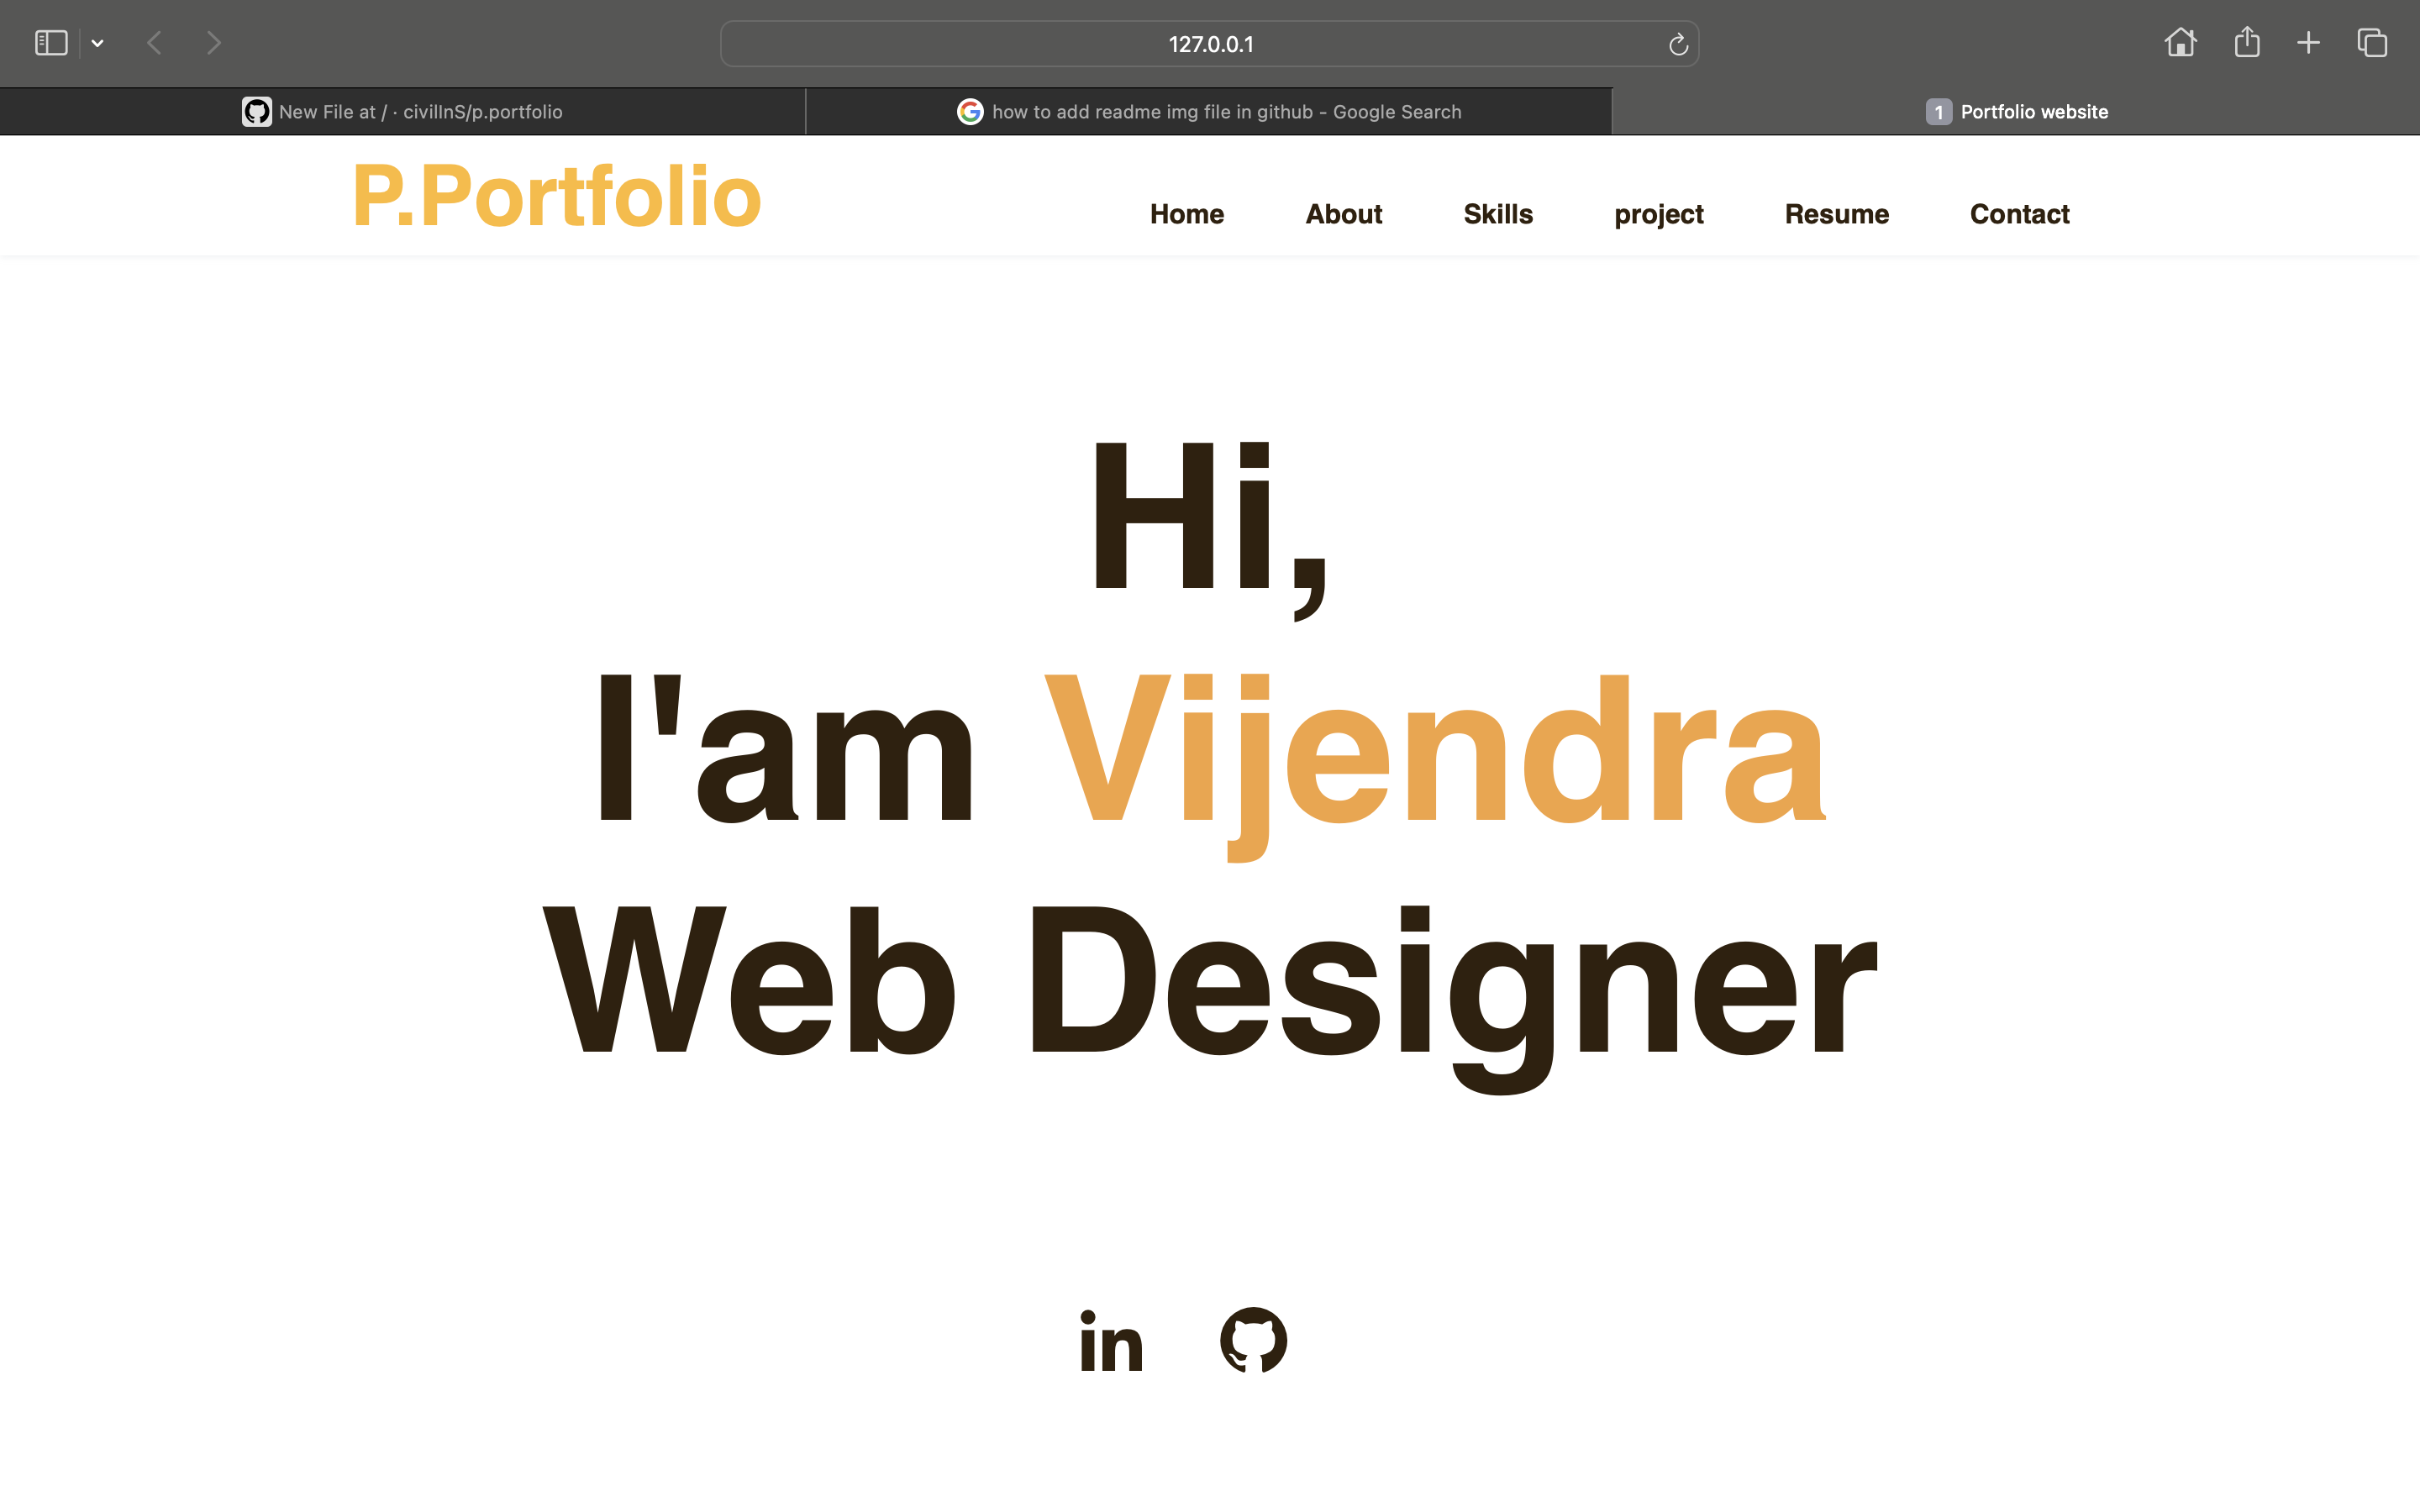 127.0.0.1
New File at / · civilInS/p.portfolio
how to add readme img file in github - Google Search
1 Portfolio website
P.Portfolio
Home About Skills project Resume Contact
Hi,
I'am Vijendra
Web Designer
in